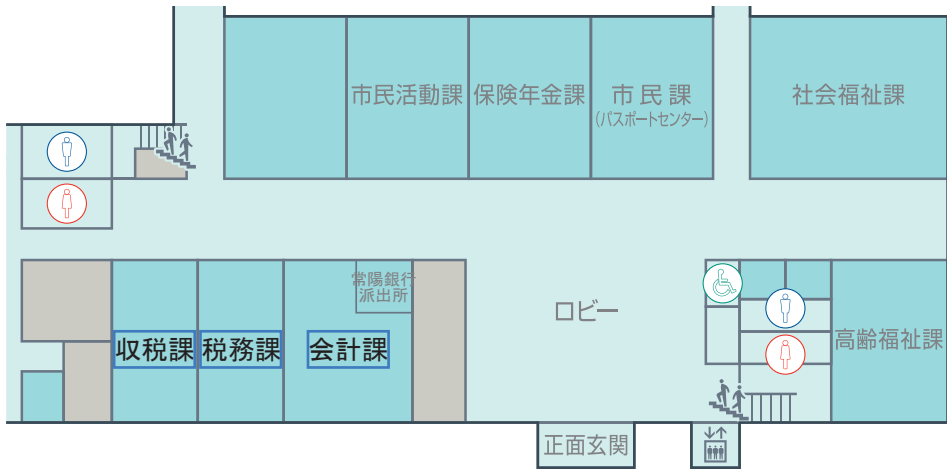 市民活動課
保険年金課
市民課
(パスポートセンター)
社会福祉課
常陽銀行
派出所
収税課
税務課
会計課
ロビー
高齢福祉課
正面玄関